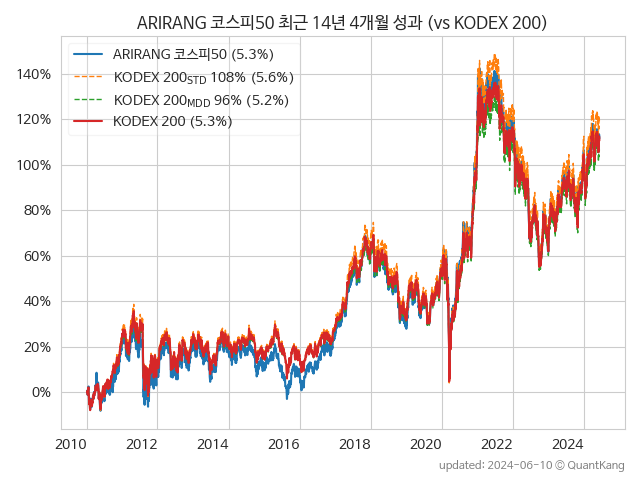 ARIRANG 코스피50 최근 14년 4개월 성과 (vs KODEX 200)
ARIRANG 코스피50 (5.3%)
KODEX 200STD 108% (5.6%)
KODEX 200MDD 96% (5.2%)
KODEX 200 (5.3%)
140%
120%
100%
80%
60%
40%
20%
0%
2010 2012 2014 2016 2018 2020 2022 2024
updated: 2024-06-10 © QuantKang